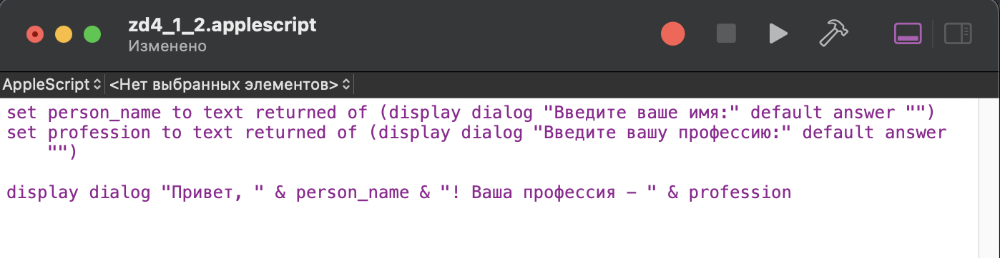 zd4_1_2.applescript
Изменено
AppleScript <Нет выбранных элементов>
set person_name to text returned of (display dialog "Введите ваше имя:" default answer "")
set profession to text returned of (display dialog "Введите вашу профессию:" default answer
"")
display dialog "Привет, " & person_name & "! Ваша профессия - " & profession